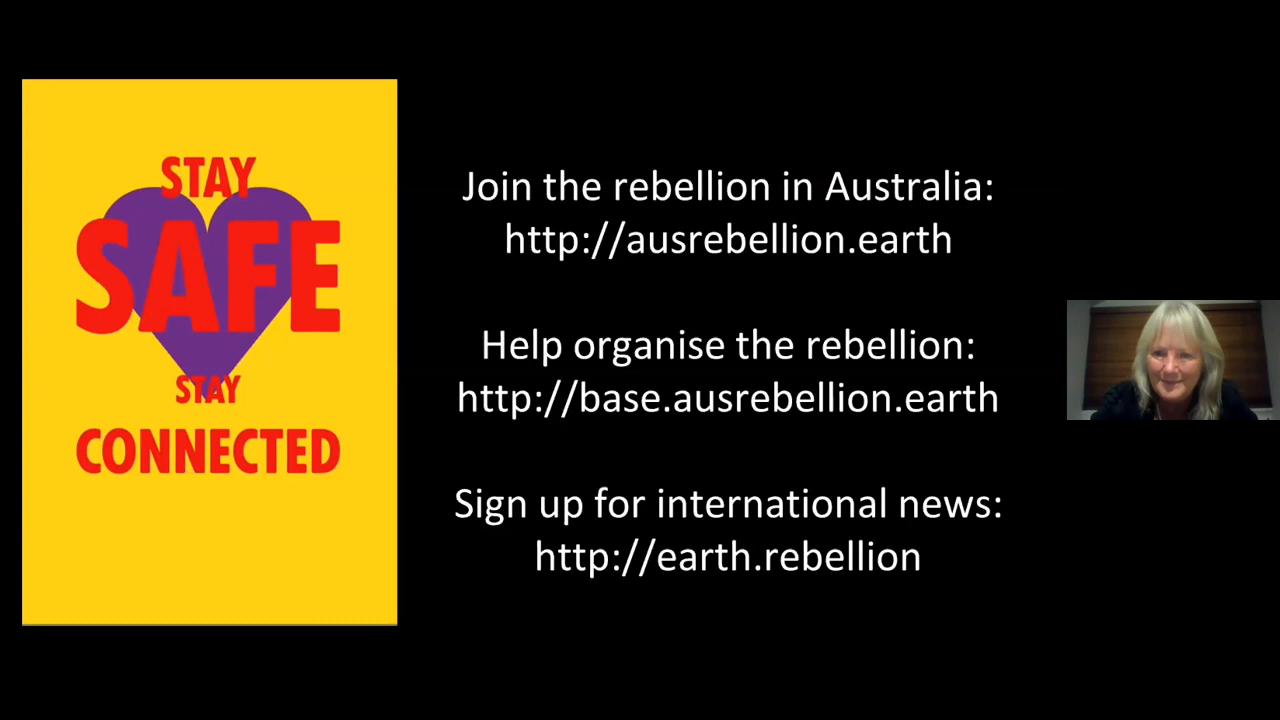 STAY
SAFE
STAY
CONNECTED
Join the rebellion in Australia:
http://ausrebellion.earth
Help organise the rebellion:
http://base.ausrebellion.earth
Sign up for international news:
http://earth.rebellion